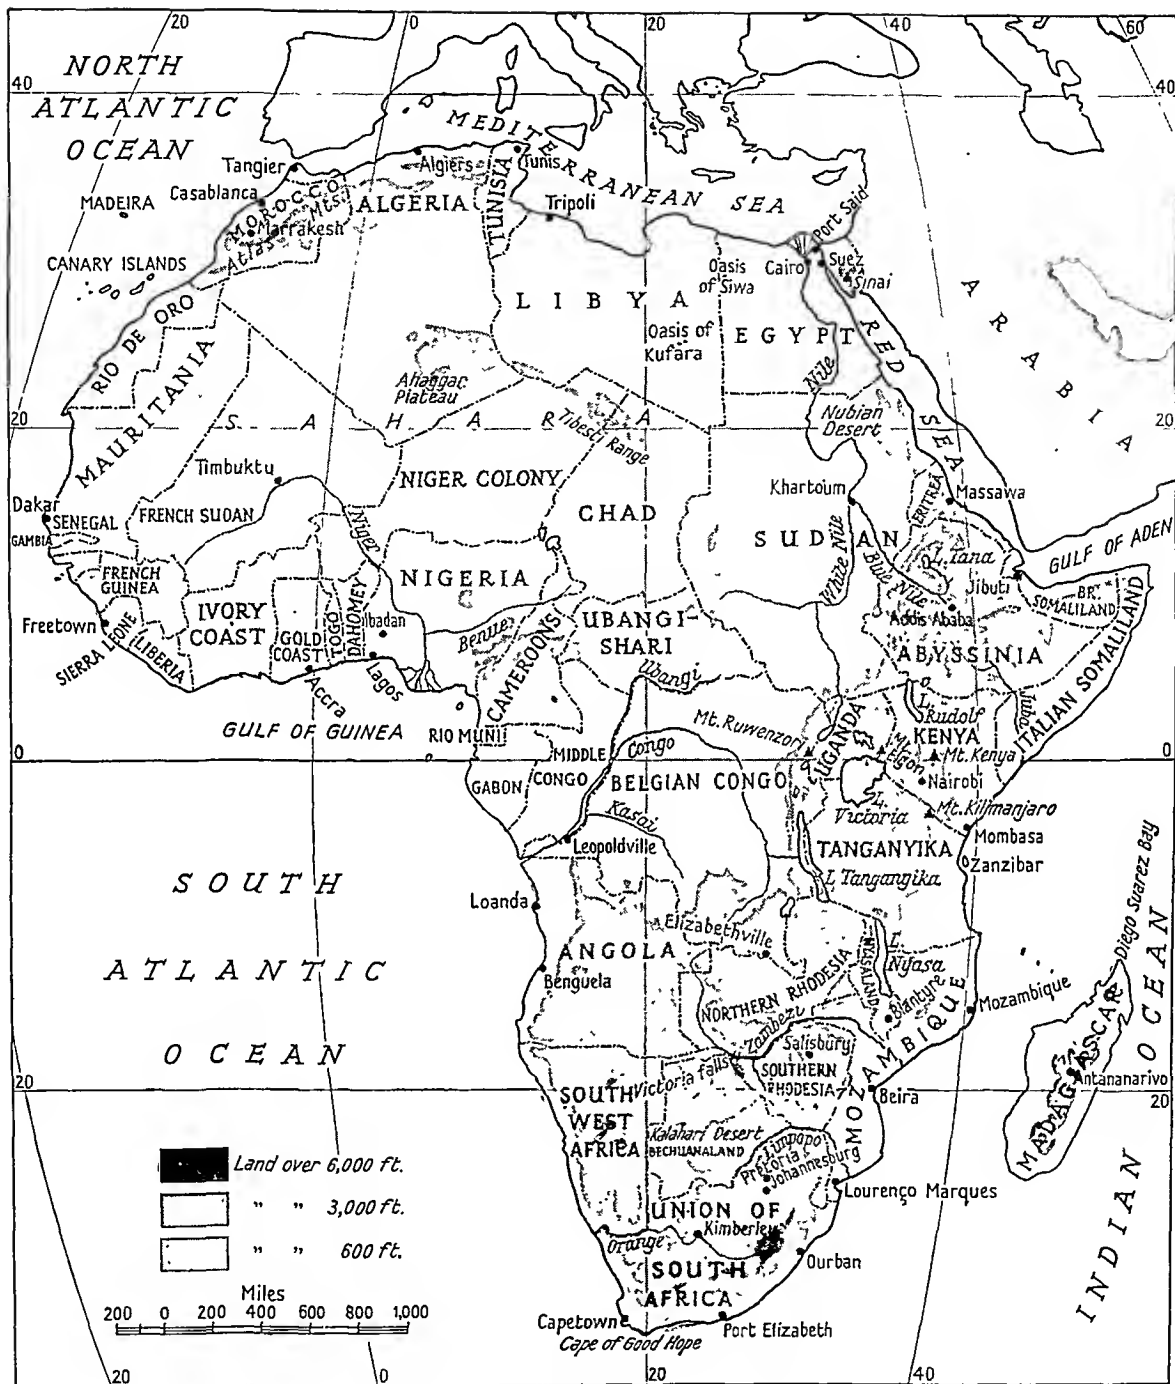 20
0
20
40
60
NORTH
ATLANTIC
OCEAN
40
40
MEDITERRANEAN SEA
Tangier
Algiers
Tunis
Casablanca
MOROCCO
Atlas Mts.
Marrakesh
ALGERIA
TUNISIA
Tripoli
MADEIRA
CANARY ISLANDS
Port Said
Cairo
Suez
Sinai
Oasis
of Siwa
LIBYA
Oasis of
Kufara
EGYPT
RED SEA
ARABIA
RIO DE ORO
MAURITANIA
Ahaggar
Plateau
Nile
Nubian
Desert
20
SAHARA
20
Tibesti Range
Timbuktu
NIGER COLONY
Khartoum
ERITREA
Massawa
Dakar
SENEGAL
GAMBIA
FRENCH SUDAN
Niger
CHAD
SUDAN
White Nile
Blue Nile
L. Tana
Jibuti
GULF OF ADEN
FRENCH
GUINEA
NIGERIA
BR.
SOMALILAND
IVORY
COAST
GOLD
COAST
TOGO
DAHOMEY
Ibadan
Benue
CAMEROONS
UBANGI-
SHARI
Ubangi
Addis Ababa
ABYSSINIA
ITALIAN SOMALILAND
Freetown
SIERRA LEONE
LIBERIA
Accra
Lagos
GULF OF GUINEA
RIO MUNI
Mt. Ruwenzori
UGANDA
L.
Rudolf
Juba
KENYA
Mt. Kenya
M. Elgon
Nairobi
0
0
MIDDLE
CONGO
GABON
Congo
BELGIAN CONGO
Kasai
Leopoldville
L.
Victoria
Mt. Kilimanjaro
Mombasa
TANGANYIKA
Zanzibar
L. Tangangika
SOUTH
ATLANTIC
OCEAN
Loanda
ANGOLA
Benguela
Elizabethville
NYASALAND
L.
Nyasa
NORTHERN RHODESIA
Zambezi
Blantyre
Mozambique
MOZAMBIQUE
Diego Suarez Bay
MADAGASCAR
Antananarivo
INDIAN OCEAN
Salisbury
SOUTHERN
RHODESIA
Victoria falls
Beira
20
20
SOUTH
WEST
AFRICA
Kalahari Desert
BECHUANALAND
Limpopo
Pretoria
Johannesburg
Lourenço Marques
UNION OF
SOUTH
AFRICA
Kimberley
Orange
Durban
Capetown
Cape of Good Hope
Port Elizabeth
Land over 6,000 ft.
" " 3,000 ft.
" " 600 ft.
Miles
200 0 200 400 600 800 1,000
20
0
20
40